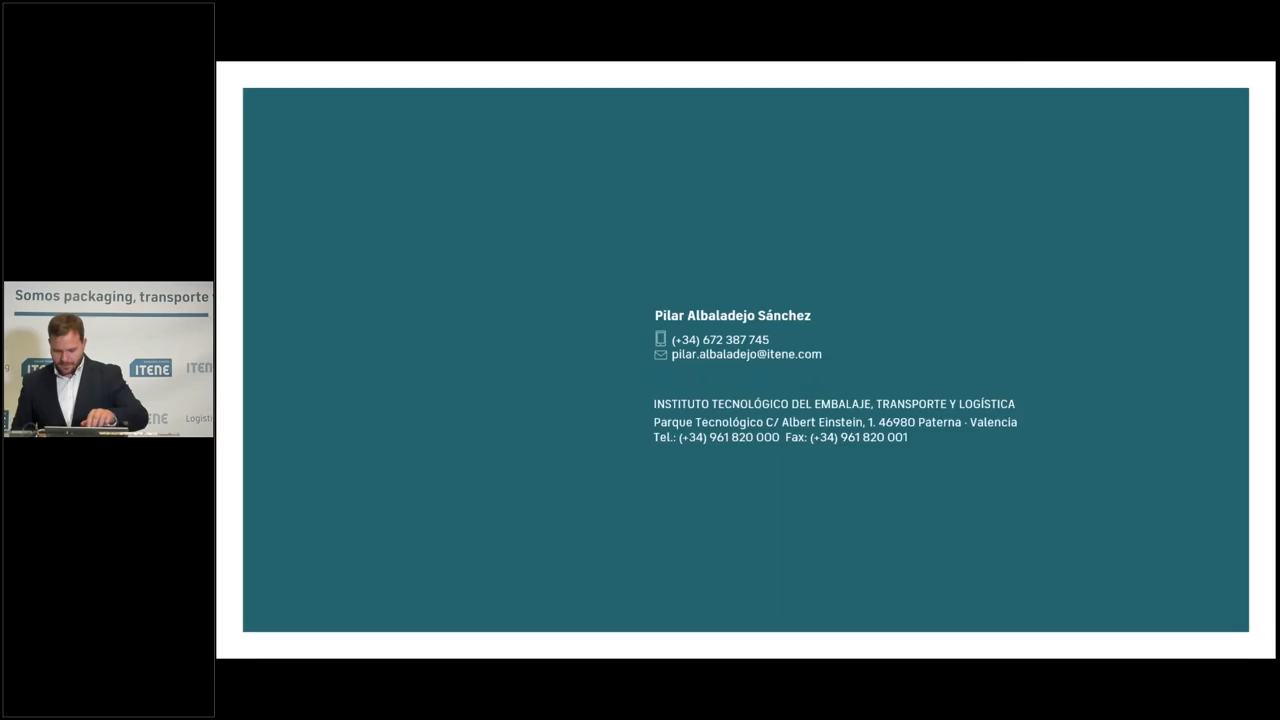 Somos packaging, transporte
ITENE
ITENE
Logíst
Pilar Albaladejo Sánchez
(+34) 672 387 745
pilar.albaladejo@itene.com
INSTITUTO TECNOLÓGICO DEL EMBALAJE, TRANSPORTE Y LOGÍSTICA
Parque Tecnológico C/ Albert Einstein, 1. 46980 Paterna · Valencia
Tel.: (+34) 961 820 000 Fax: (+34) 961 820 001